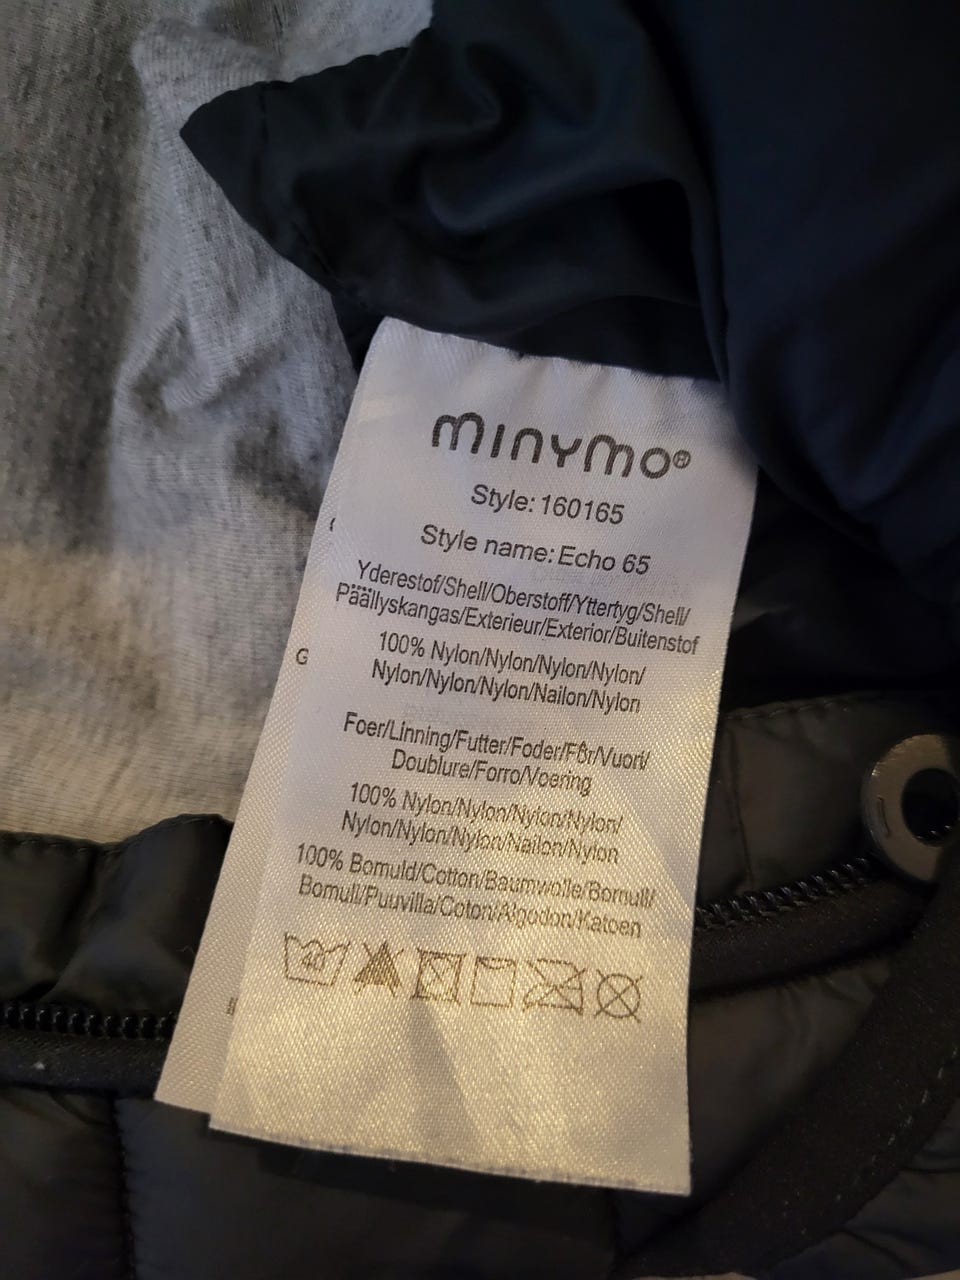 minymo®
Style: 160165
Style name: Echo 65
Yderestof/Shell/Oberstoff/Yttertyg/Shell/
Päällyskangas/Exterieur/Exterior/Buitenstof
100% Nylon/Nylon/Nylon/Nylon/
Nylon/Nylon/Nylon/Nailon/Nylon
Foer/Linning/Futter/Foder/Fôr/Vuori/
Doublure/Forro/Voering
100% Nylon/Nylon/Nylon/Nylon/
Nylon/Nylon/Nylon/Nailon/Nylon
100% Bomuld/Cotton/Baumwolle/Bomull/
Bomull/Puuvilla/Coton/Algodon/Katoen
40
G